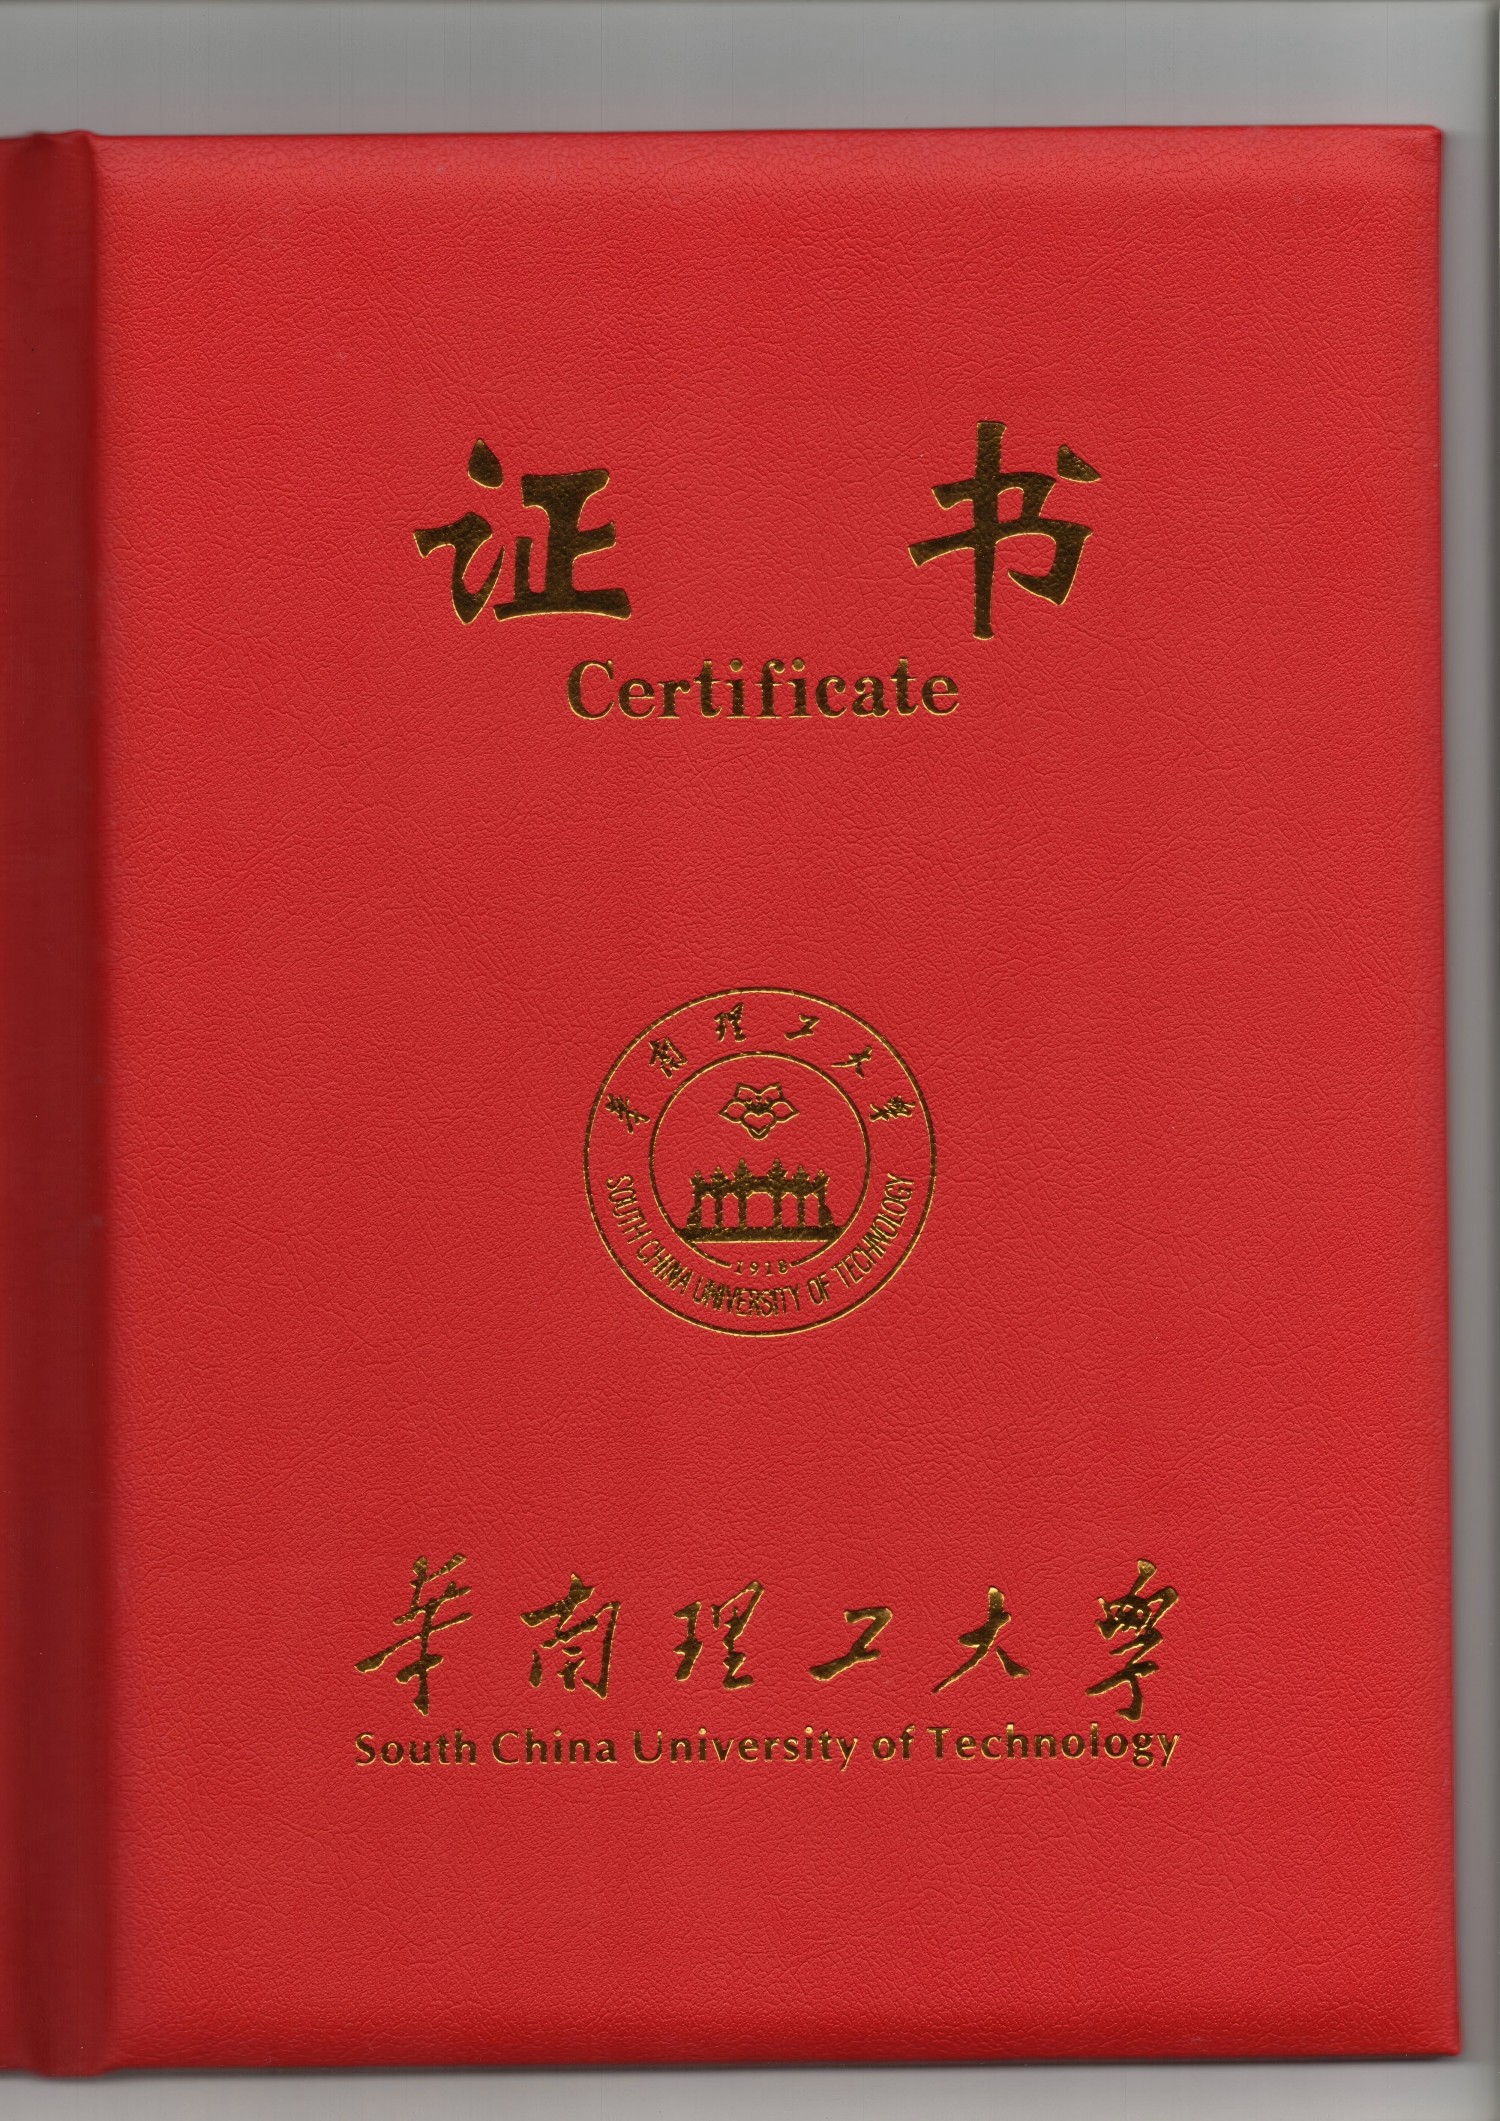 证 书
Certificate
華南理工大學
SOUTH CHINA UNIVERSITY OF TECHNOLOGY
1918
華南理工大學
South China University of Technology